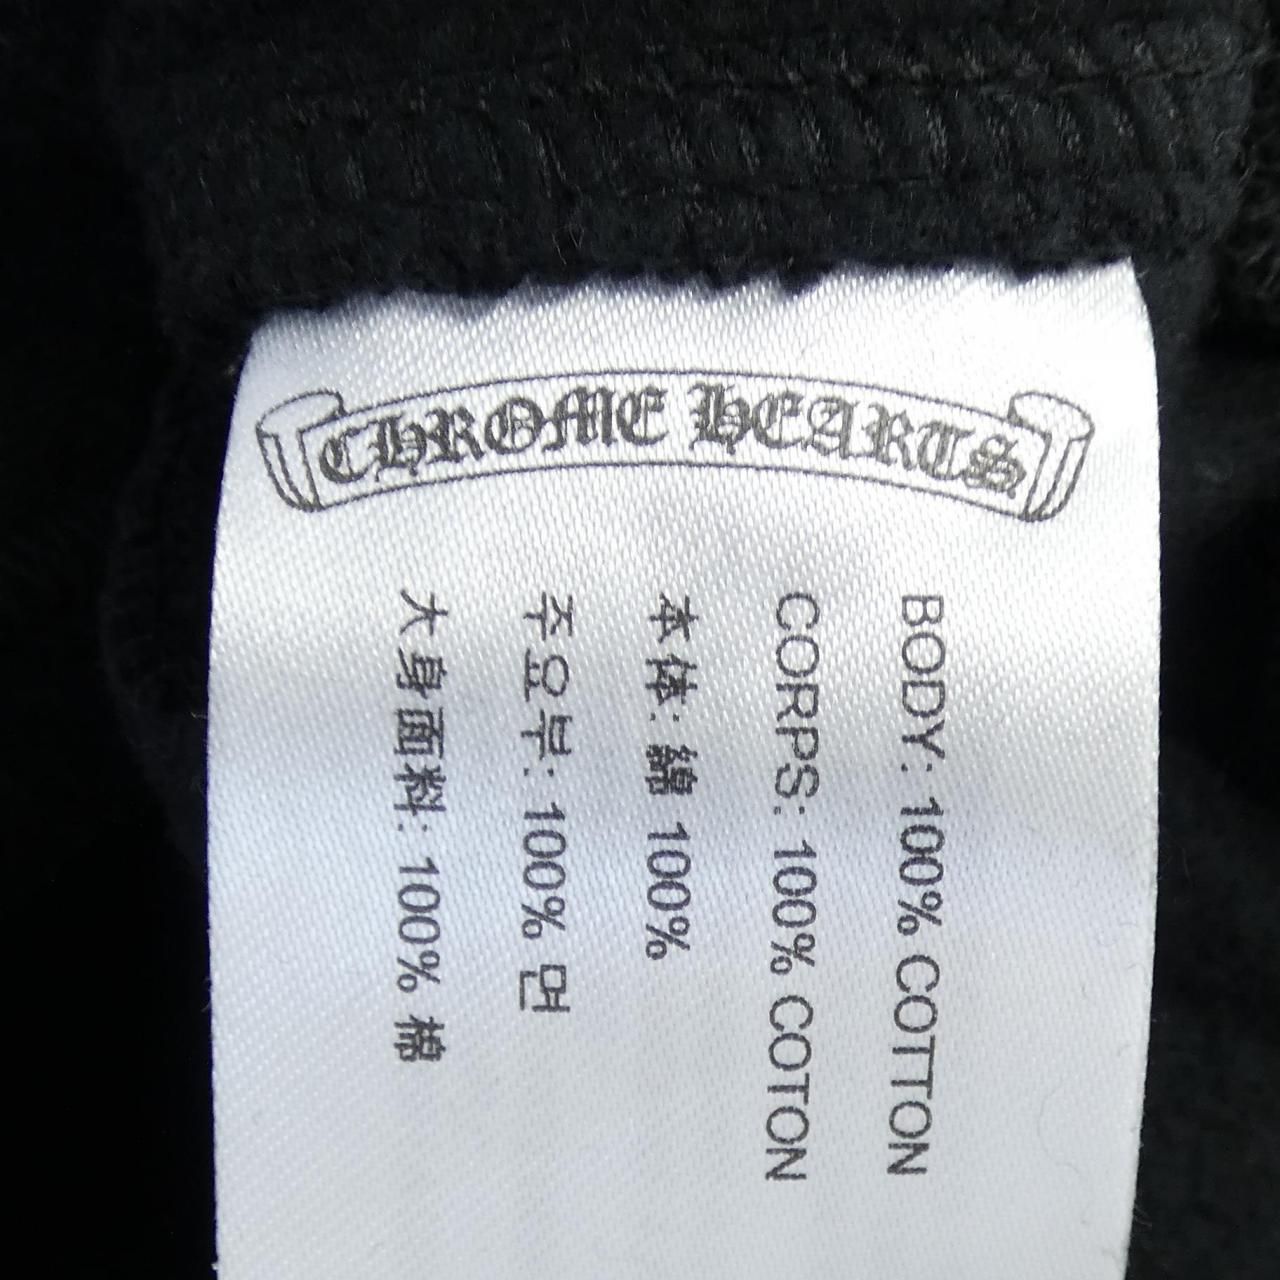 CHROME HEARTS
BODY: 100% COTTON
CORPS: 100% COTON
本体: 綿 100%
주요부: 100% 면
大身面料: 100% 棉